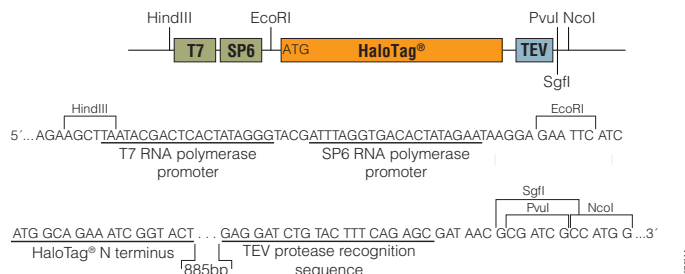 HindIII EcoRI PvuI NcoI
T7 SP6 ATG HaloTag® TEV
SgfI
HindIII EcoRI
5´...AGAAGCTTAATACGACTCACTATAGGGTACGATTTAGGTGACACTATAGAATAAGGA GAA TTC ATC
T7 RNA polymerase promoter SP6 RNA polymerase promoter
SgfI
PvuI NcoI
ATG GCA GAA ATC GGT ACT . . . GAG GAT CTG TAC TTT CAG AGC GAT AAC GCG ATC GCC ATG G...3´
HaloTag® N terminus TEV protease recognition
885bp sequence